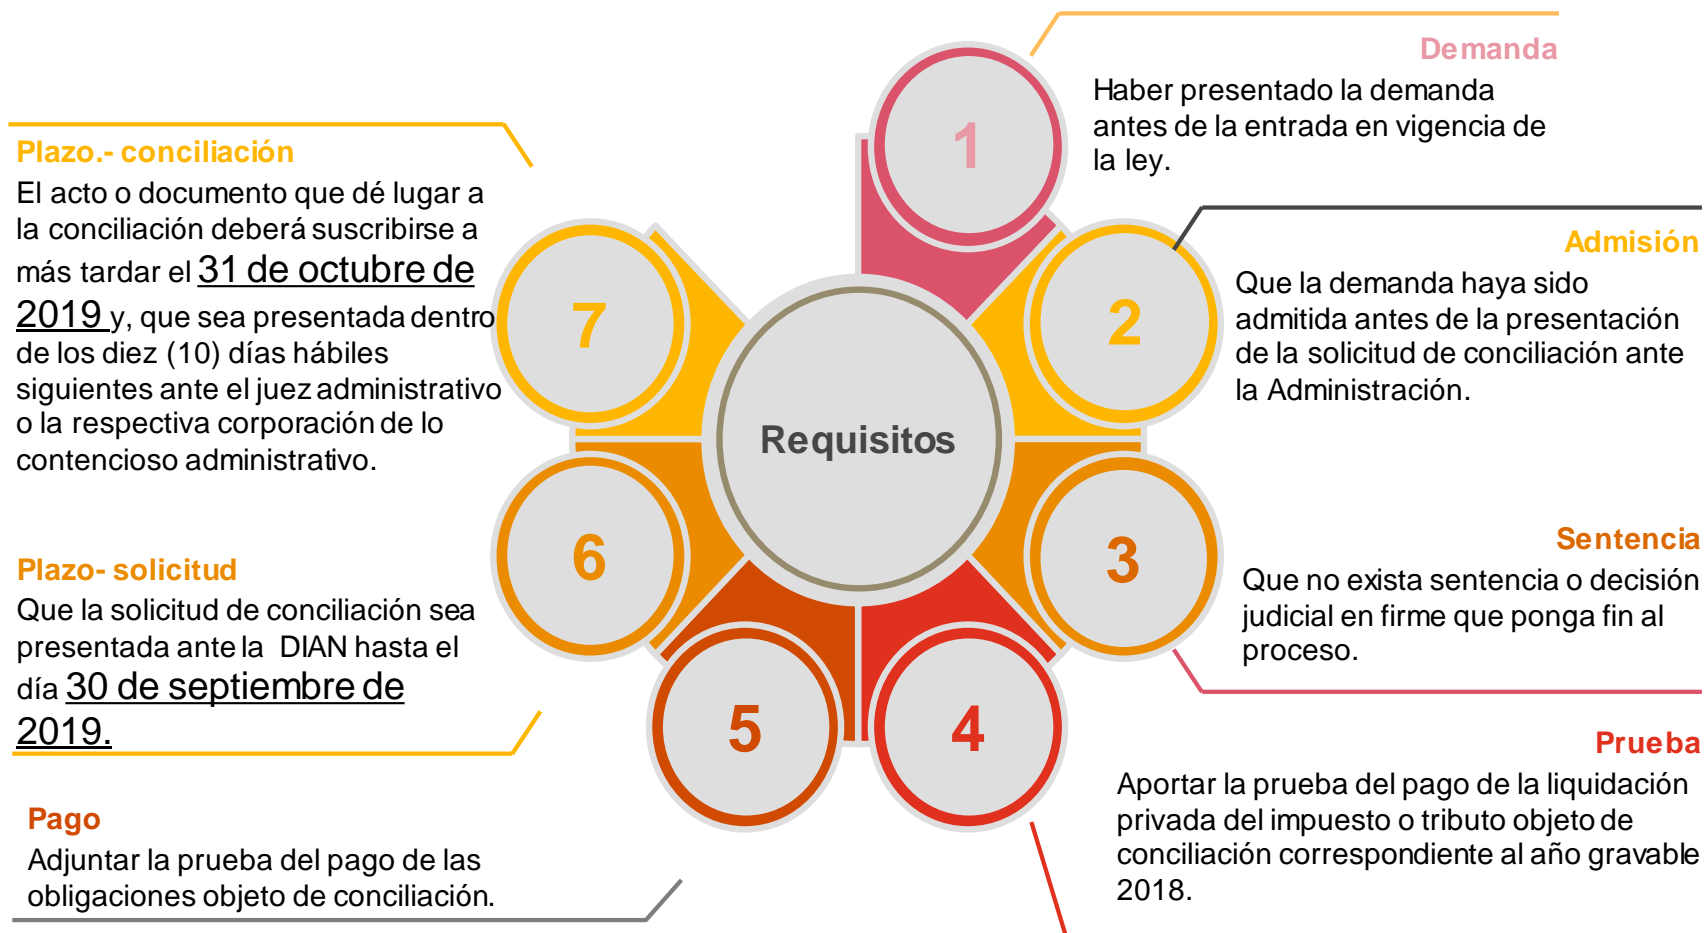 Requisitos
1
Demanda
Haber presentado la demanda
antes de la entrada en vigencia de
la ley.
2
Admisión
Que la demanda haya sido
admitida antes de la presentación
de la solicitud de conciliación ante
la Administración.
3
Sentencia
Que no exista sentencia o decisión
judicial en firme que ponga fin al
proceso.
4
Prueba
Aportar la prueba del pago de la liquidación
privada del impuesto o tributo objeto de
conciliación correspondiente al año gravable
2018.
5
Pago
Adjuntar la prueba del pago de las
obligaciones objeto de conciliación.
6
Plazo- solicitud
Que la solicitud de conciliación sea
presentada ante la DIAN hasta el
día 30 de septiembre de
2019.
7
Plazo.- conciliación
El acto o documento que dé lugar a
la conciliación deberá suscribirse a
más tardar el 31 de octubre de
2019 y, que sea presentada dentro
de los diez (10) días hábiles
siguientes ante el juez administrativo
o la respectiva corporación de lo
contencioso administrativo.